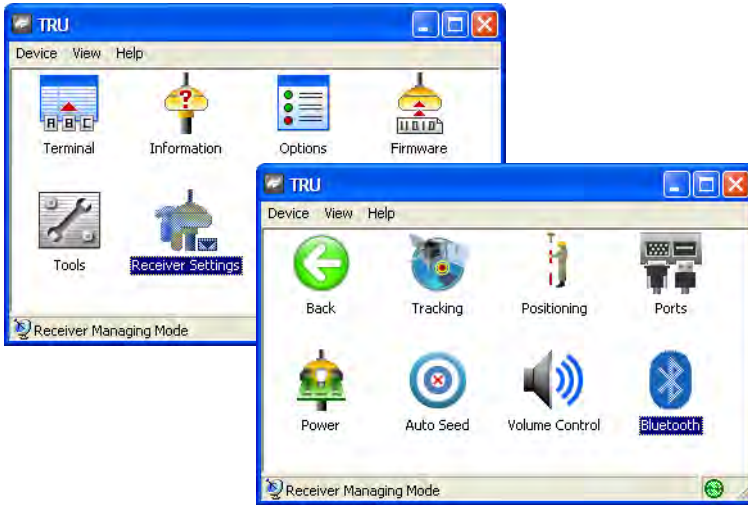 TRU
Device View Help
ABC
Terminal
?
Information
Options
Firmware
Tools
Receiver Settings
Receiver Managing Mode
TRU
Device View Help
Back
Tracking
Positioning
Ports
Power
Auto Seed
Volume Control
Bluetooth
Receiver Managing Mode